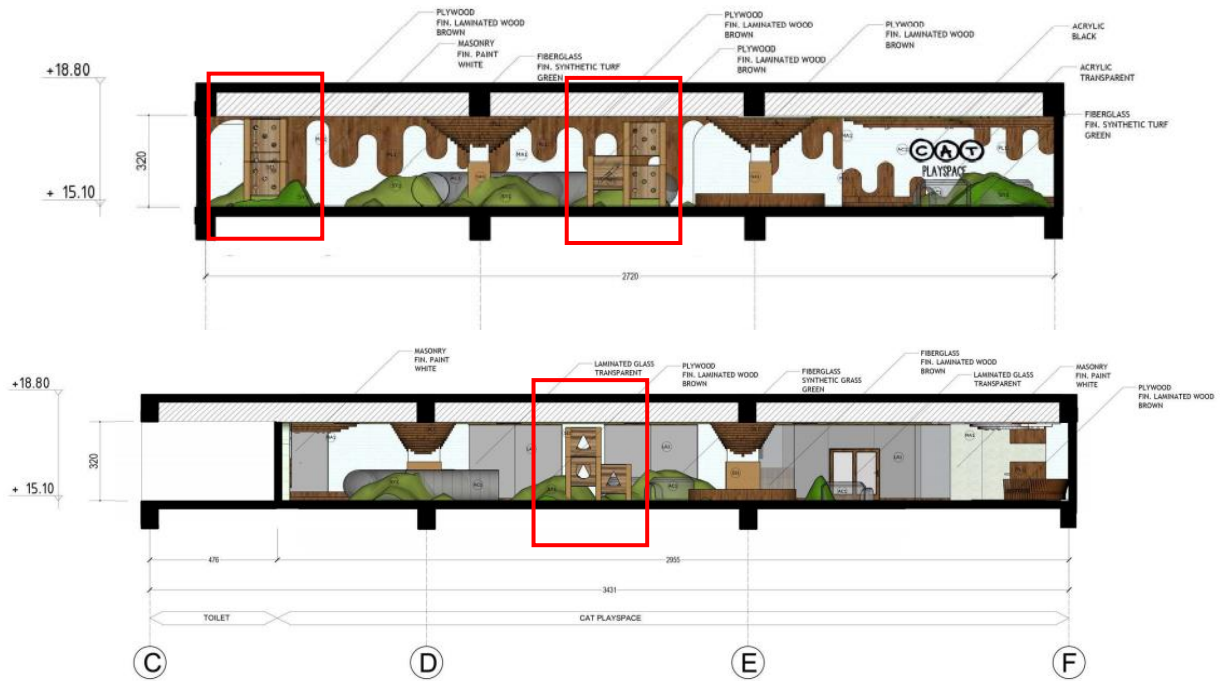 PLYWOOD
FIN. LAMINATED WOOD
BROWN
MASONRY
FIN. PAINT
WHITE
FIBERGLASS
FIN. SYNTHETIC TURF
GREEN
PLYWOOD
FIN. LAMINATED WOOD
BROWN
PLYWOOD
FIN. LAMINATED WOOD
BROWN
PLYWOOD
FIN. LAMINATED WOOD
BROWN
ACRYLIC
BLACK
ACRYLIC
TRANSPARENT
FIBERGLASS
FIN. SYNTHETIC TURF
GREEN
+18.80
320
+ 15.10
CAT
PLAYSPACE
2720
MASONRY
FIN. PAINT
WHITE
LAMINATED GLASS
TRANSPARENT
PLYWOOD
FIN. LAMINATED WOOD
BROWN
FIBERGLASS
SYNTHETIC GRASS
GREEN
FIBERGLASS
FIN. LAMINATED WOOD
BROWN
LAMINATED GLASS
TRANSPARENT
MASONRY
FIN. PAINT
WHITE
PLYWOOD
FIN. LAMINATED WOOD
BROWN
+18.80
320
+ 15.10
476
2955
3431
TOILET
CAT PLAYSPACE
C
D
E
F